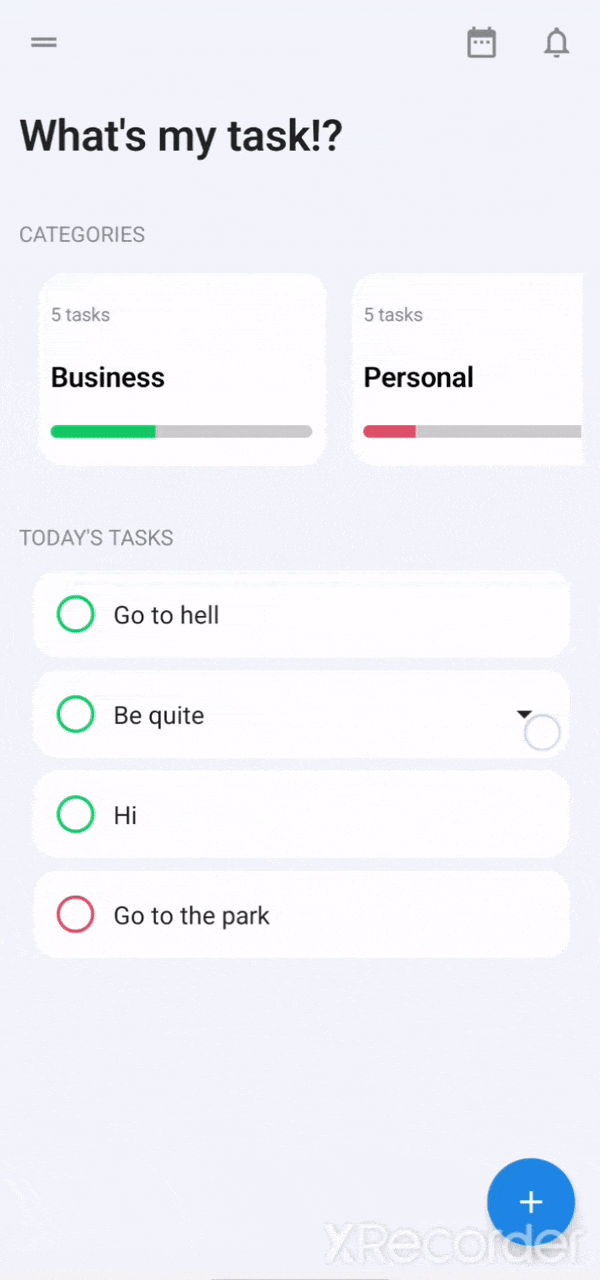 What's my task!?
CATEGORIES
5 tasks
Business
5 tasks
Personal
TODAY'S TASKS
Go to hell
Be quite
Hi
Go to the park
+
XRecorder